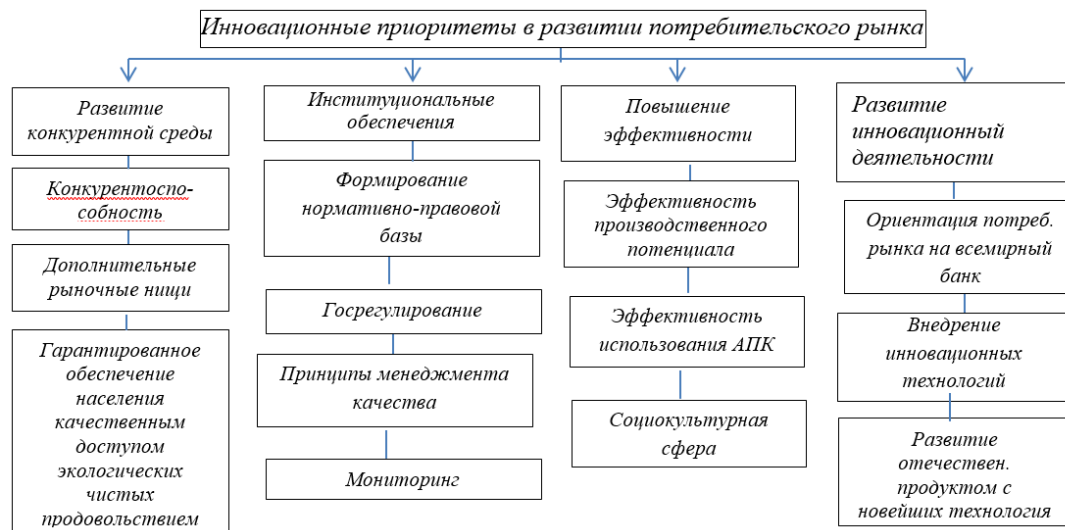 Инновационные приоритеты в развитии потребительского рынка
Развитие
конкурентной среды
Конкурентоспо-
собность
Дополнительные
рыночные нищи
Гарантированное
обеспечение
населения
качественным
доступом
экологических
чистых
продовольствием
Институциональные
обеспечения
Формирование
нормативно-правовой
базы
Госрегулирование
Принципы менеджмента
качества
Мониторинг
Повышение
эффективности
Эффективность
производственного
потенциала
Эффективность
использования АПК
Социокультурная
сфера
Развитие
инновационный
деятельности
Ориентация потреб.
рынка на всемирный
банк
Внедрение
инновационных
технологий
Развитие
отечествен.
продуктом с
новейших технология